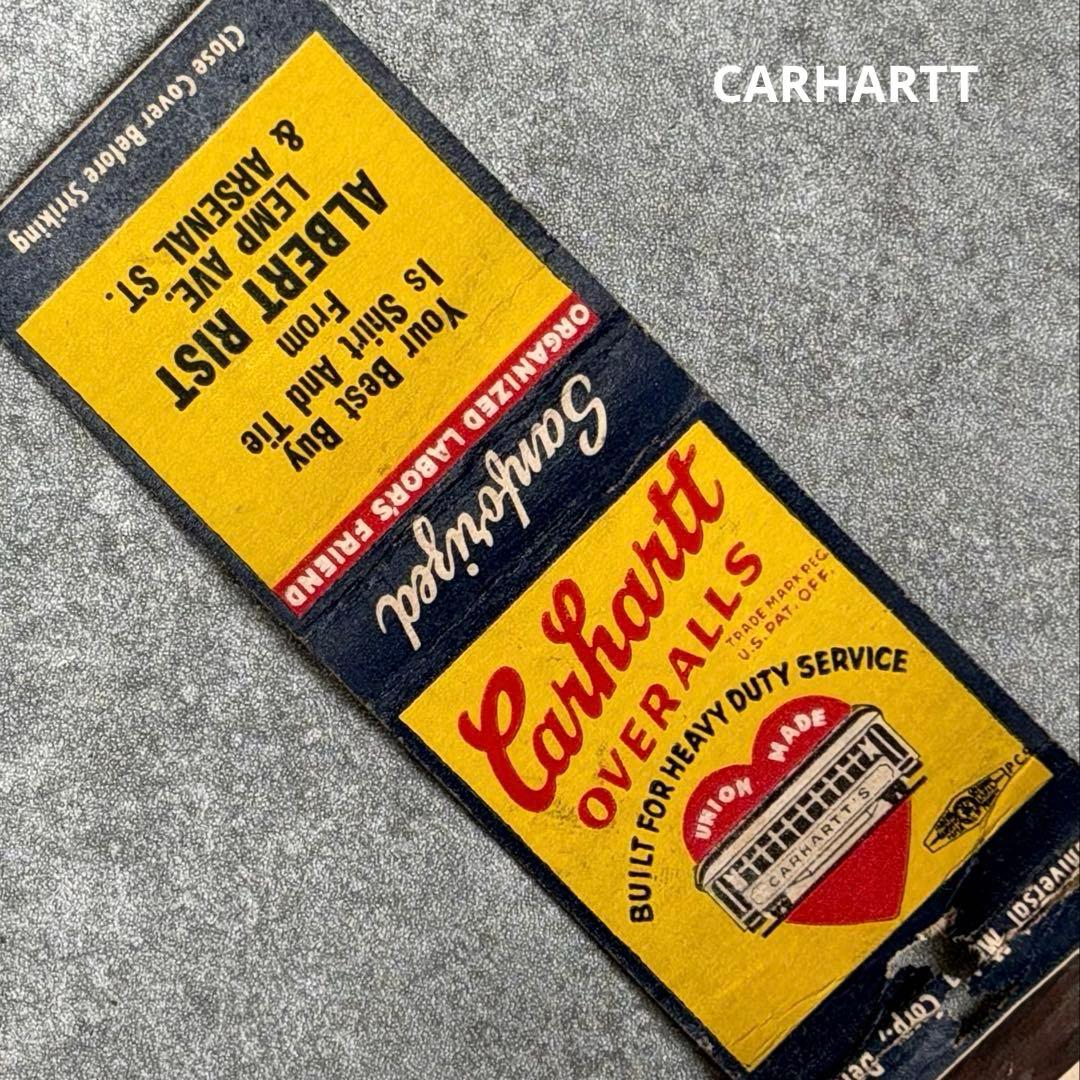 CARHARTT
Close Cover Before Striking
Your Best Buy
Is Shirt And Tie
From
ALBERT RIST
LEMP AVE.
& ARSENAL ST.
ORGANIZED LABOR'S FRIEND
Sanforized
Carhartt
OVERALLS
TRADE MARK REG.
U.S. PAT. OFF.
BUILT FOR HEAVY DUTY SERVICE
UNION MADE
CARHARTT'S
Corp.,